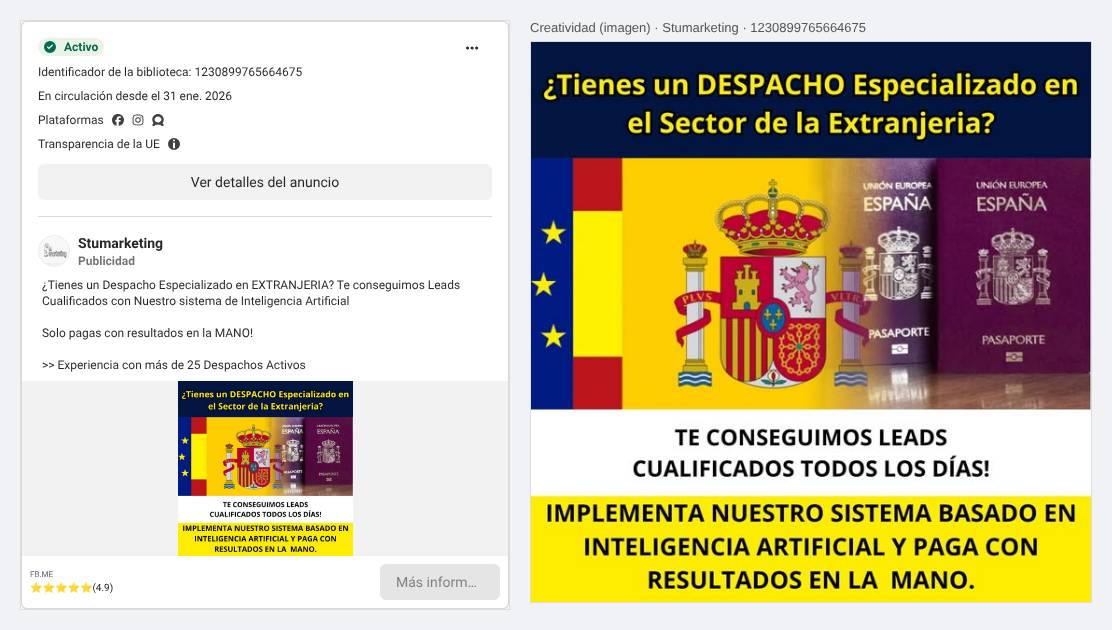 Activo
Identificador de la biblioteca: 1230899765664675
En circulación desde el 31 ene. 2026
Plataformas
Transparencia de la UE
Ver detalles del anuncio
Stumarketing
Publicidad
¿Tienes un Despacho Especializado en EXTRANJERIA? Te conseguimos Leads
Cualificados con Nuestro sistema de Inteligencia Artificial
Solo pagas con resultados en la MANO!
>> Experiencia con más de 25 Despachos Activos
¿Tienes un DESPACHO Especializado en
el Sector de la Extranjeria?
TE CONSEGUIMOS LEADS
CUALIFICADOS TODOS LOS DÍAS!
IMPLEMENTA NUESTRO SISTEMA BASADO EN
INTELIGENCIA ARTIFICIAL Y PAGA CON
RESULTADOS EN LA MANO.
FB.ME
⭐⭐⭐⭐⭐(4.9)
Más inform...
Creatividad (imagen) · Stumarketing · 1230899765664675
¿Tienes un DESPACHO Especializado en
el Sector de la Extranjeria?
PLVS
VLTR
UNIÓN EUROPEA
ESPAÑA
PASAPORTE
UNIÓN EUROPEA
ESPAÑA
PASAPORTE
TE CONSEGUIMOS LEADS
CUALIFICADOS TODOS LOS DÍAS!
IMPLEMENTA NUESTRO SISTEMA BASADO EN
INTELIGENCIA ARTIFICIAL Y PAGA CON
RESULTADOS EN LA  MANO.